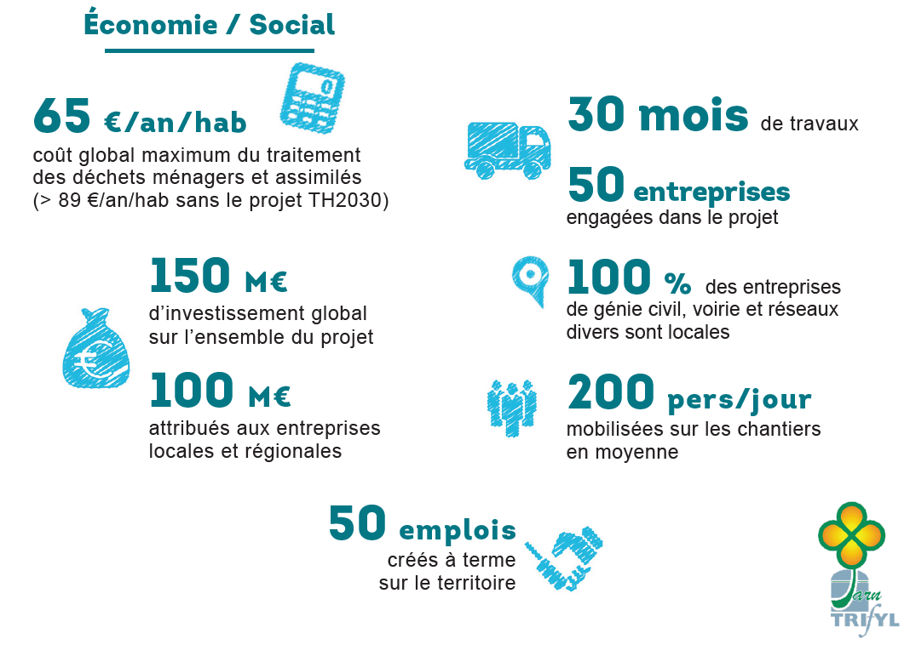 Économie / Social
65 €/an/hab
coût global maximum du traitement
des déchets ménagers et assimilés
(> 89 €/an/hab sans le projet TH2030)
150 M€
d’investissement global
sur l’ensemble du projet
100 M€
attribués aux entreprises
locales et régionales
30 mois de travaux
50 entreprises
engagées dans le projet
100 % des entreprises
de génie civil, voirie et réseaux
divers sont locales
200 pers/jour
mobilisées sur les chantiers
en moyenne
50 emplois
créés à terme
sur le territoire
Tarn
TRIFYL